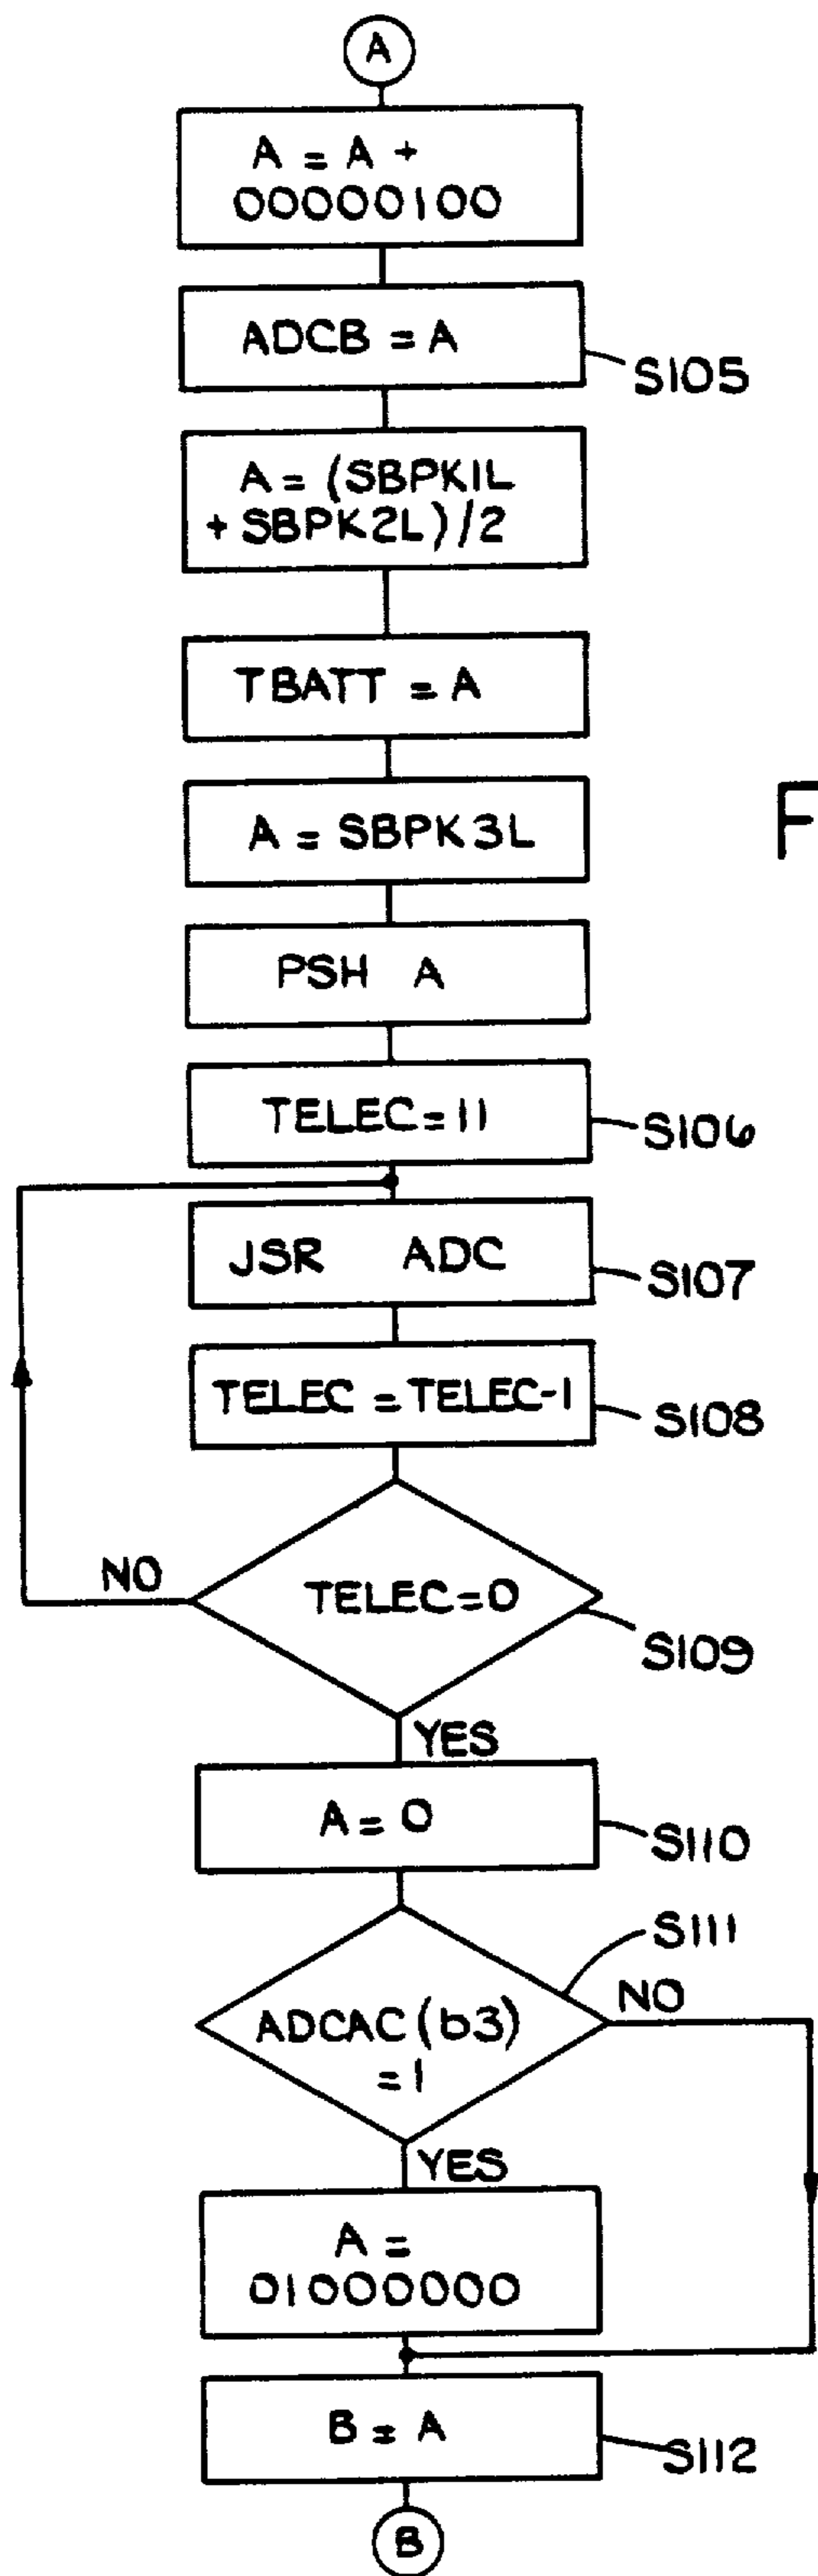 A
A = A +
00000100
ADCB = A
S105
A = (SBPK1L
+ SBPK2L)/2
TBATT = A
A = SBPK3L
F
PSH A
TELEC=11
S106
JSR ADC
S107
TELEC = TELEC-1
S108
NO
TELEC=0
S109
YES
A = 0
S110
S111
NO
ADCAC(b3)
=1
YES
A =
01000000
B = A
S112
B